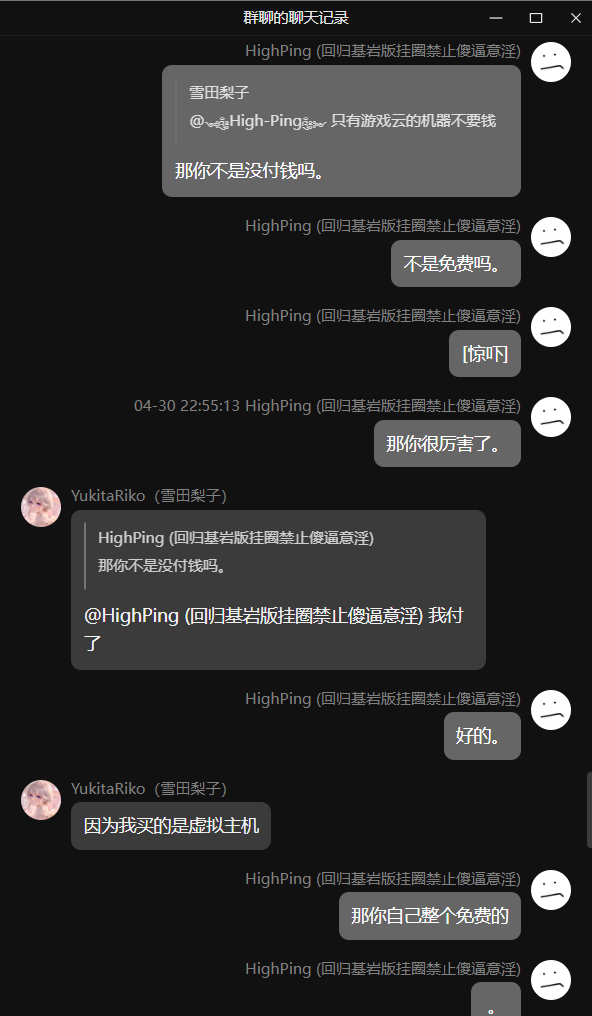 群聊的聊天记录
HighPing (回归基岩版挂圈禁止傻逼意淫)
雪田梨子
@High-Ping 只有游戏云的机器不要钱
那你不是没付钱吗。
HighPing (回归基岩版挂圈禁止傻逼意淫)
不是免费吗。
HighPing (回归基岩版挂圈禁止傻逼意淫)
[惊吓]
04-30 22:55:13 HighPing (回归基岩版挂圈禁止傻逼意淫)
那你很厉害了。
YukitaRiko（雪田梨子）
HighPing (回归基岩版挂圈禁止傻逼意淫)
那你不是没付钱吗。
@HighPing (回归基岩版挂圈禁止傻逼意淫) 我付
了
HighPing (回归基岩版挂圈禁止傻逼意淫)
好的。
YukitaRiko（雪田梨子）
因为我买的是虚拟主机
HighPing (回归基岩版挂圈禁止傻逼意淫)
那你自己整个免费的
HighPing (回归基岩版挂圈禁止傻逼意淫)
。